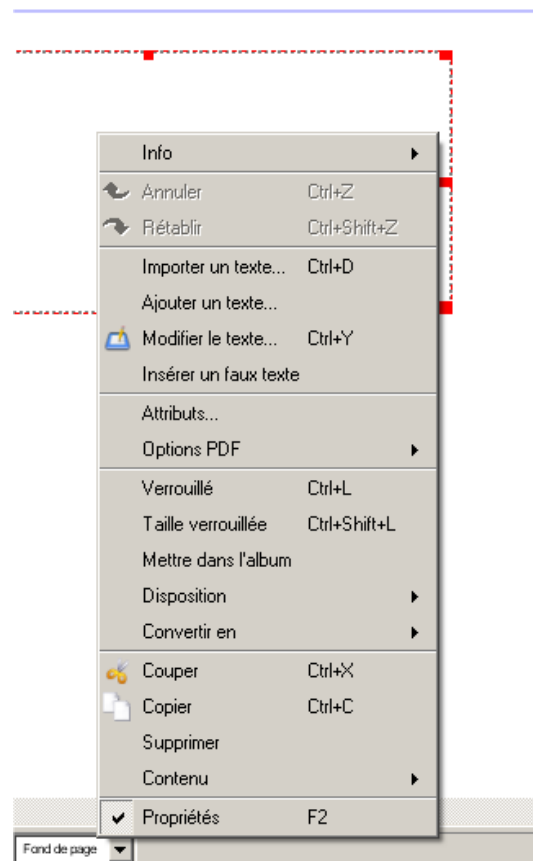 Info
Annuler Ctrl+Z
Rétablir Ctrl+Shift+Z
Importer un texte... Ctrl+D
Ajouter un texte...
Modifier le texte... Ctrl+Y
Insérer un faux texte
Attributs...
Options PDF
Verrouillé Ctrl+L
Taille verrouillée Ctrl+Shift+L
Mettre dans l'album
Disposition
Convertir en
Couper Ctrl+X
Copier Ctrl+C
Supprimer
Contenu
Propriétés F2
Fond de page